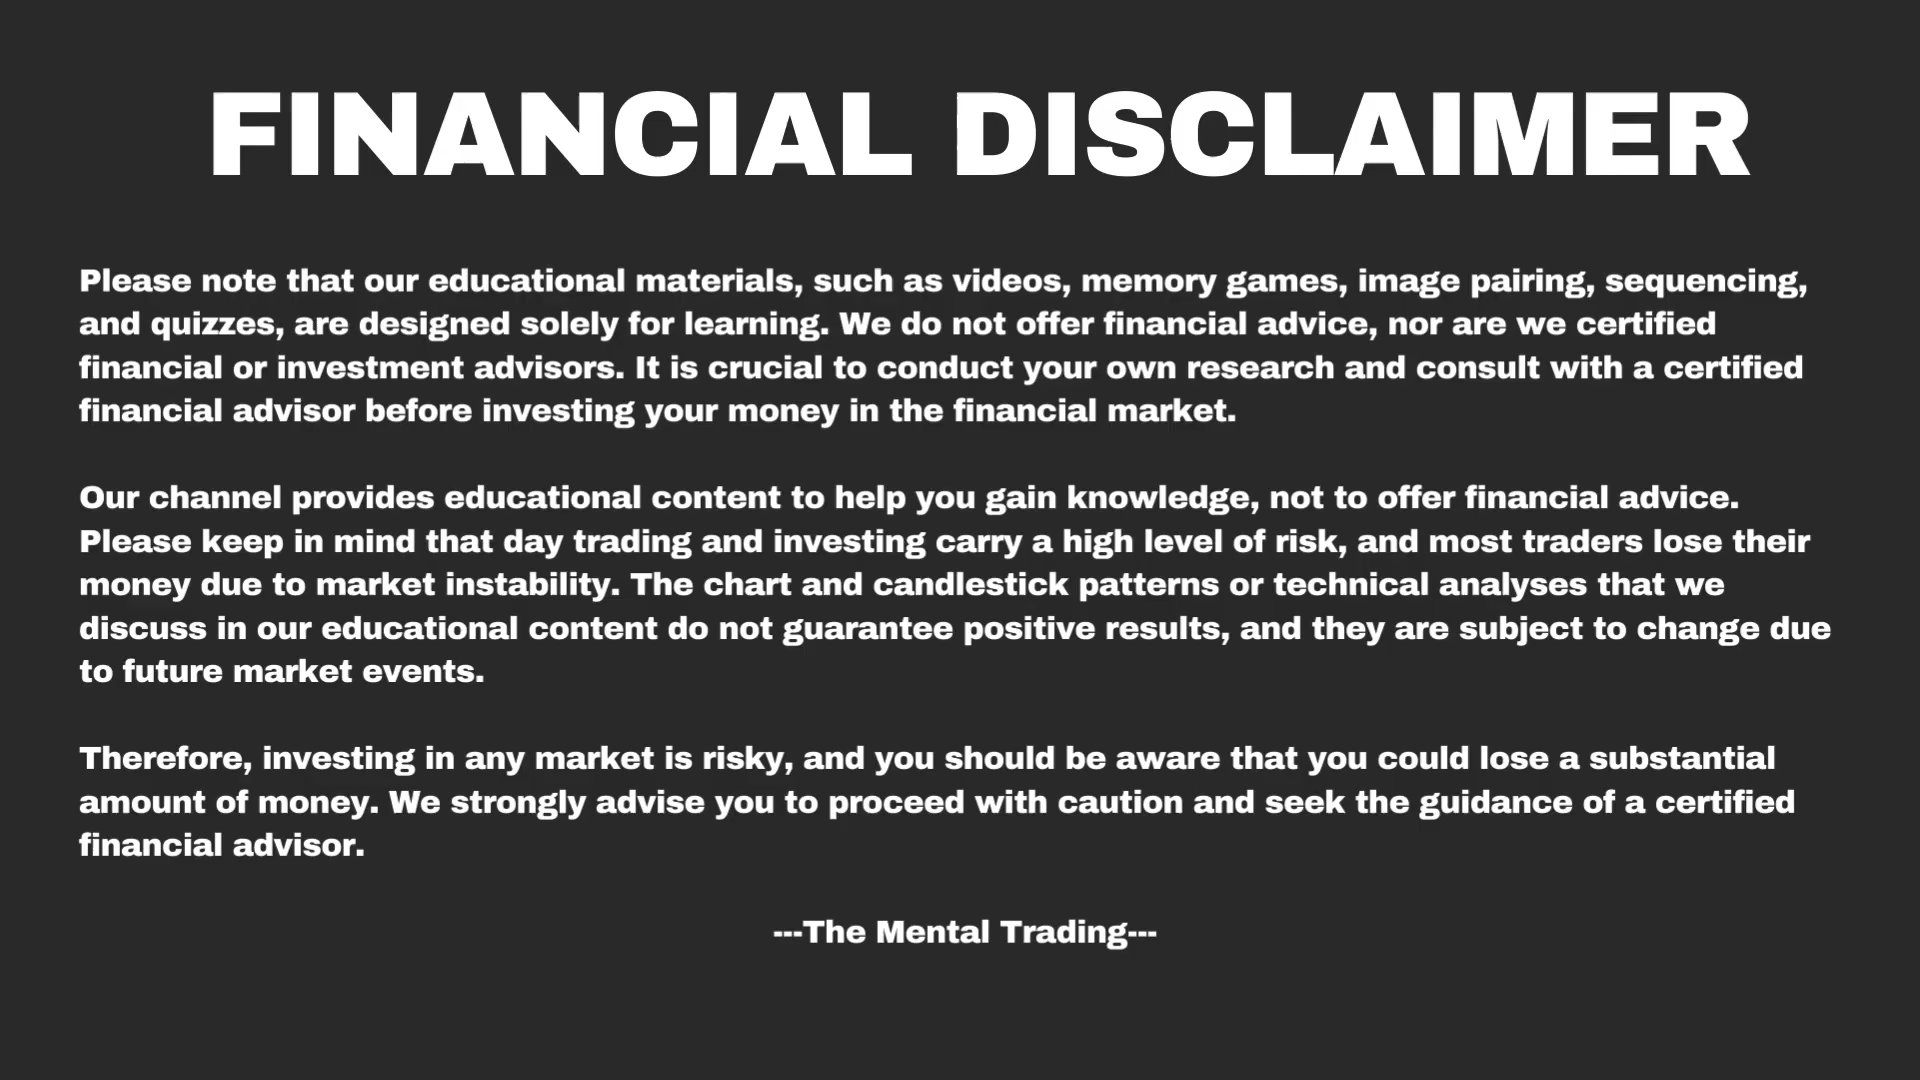 FINANCIAL DISCLAIMER
Please note that our educational materials, such as videos, memory games, image pairing, sequencing,
and quizzes, are designed solely for learning. We do not offer financial advice, nor are we certified
financial or investment advisors. It is crucial to conduct your own research and consult with a certified
financial advisor before investing your money in the financial market.
Our channel provides educational content to help you gain knowledge, not to offer financial advice.
Please keep in mind that day trading and investing carry a high level of risk, and most traders lose their
money due to market instability. The chart and candlestick patterns or technical analyses that we
discuss in our educational content do not guarantee positive results, and they are subject to change due
to future market events.
Therefore, investing in any market is risky, and you should be aware that you could lose a substantial
amount of money. We strongly advise you to proceed with caution and seek the guidance of a certified
financial advisor.
---The Mental Trading---